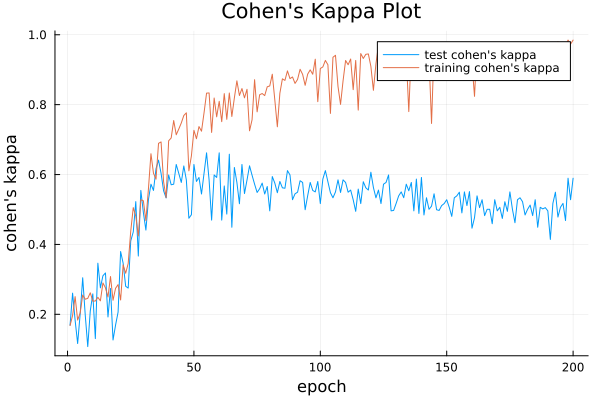 Cohen's Kappa Plot
test cohen's kappa
training cohen's kappa
cohen's kappa
1.0
0.8
0.6
0.4
0.2
0 50 100 150 200
epoch